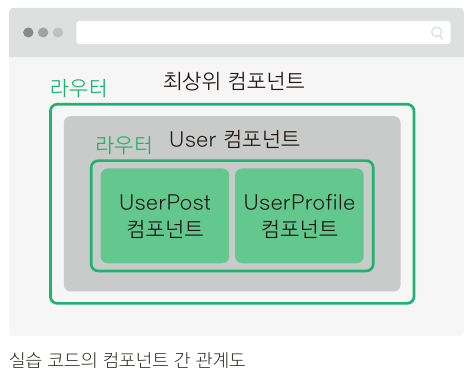 라우터 최상위 컴포넌트
라우터 User 컴포넌트
UserPost
컴포넌트
UserProfile
컴포넌트
실습 코드의 컴포넌트 간 관계도